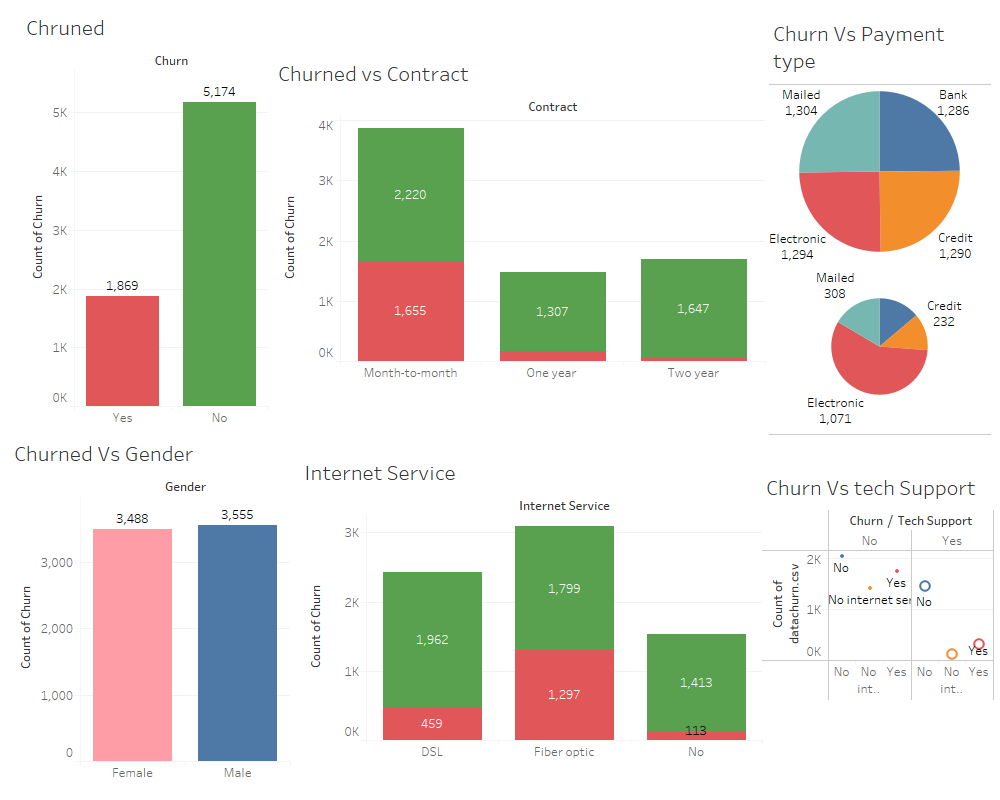 Chruned
Churn
Count of Churn
5K
4K
3K
2K
1K
0K
1,869
5,174
Yes
No
Churned vs Contract
Contract
Count of Churn
4K
3K
2K
1K
0K
2,220
1,655
1,307
1,647
Month-to-month
One year
Two year
Churn Vs Payment
type
Mailed
1,304
Bank
1,286
Electronic
1,294
Credit
1,290
Mailed
308
Credit
232
Electronic
1,071
Churned Vs Gender
Gender
Count of Churn
3,000
2,000
1,000
0
3,488
3,555
Female
Male
Internet Service
Internet Service
Count of Churn
3K
2K
1K
0K
1,962
459
1,799
1,297
1,413
113
DSL
Fiber optic
No
Churn Vs tech Support
Churn / Tech Support
No
Yes
Count of
datachurn.csv
2K
1K
0K
No
Yes
No internet ser
No
Yes
No
No
int..
Yes
No
No
int..
Yes